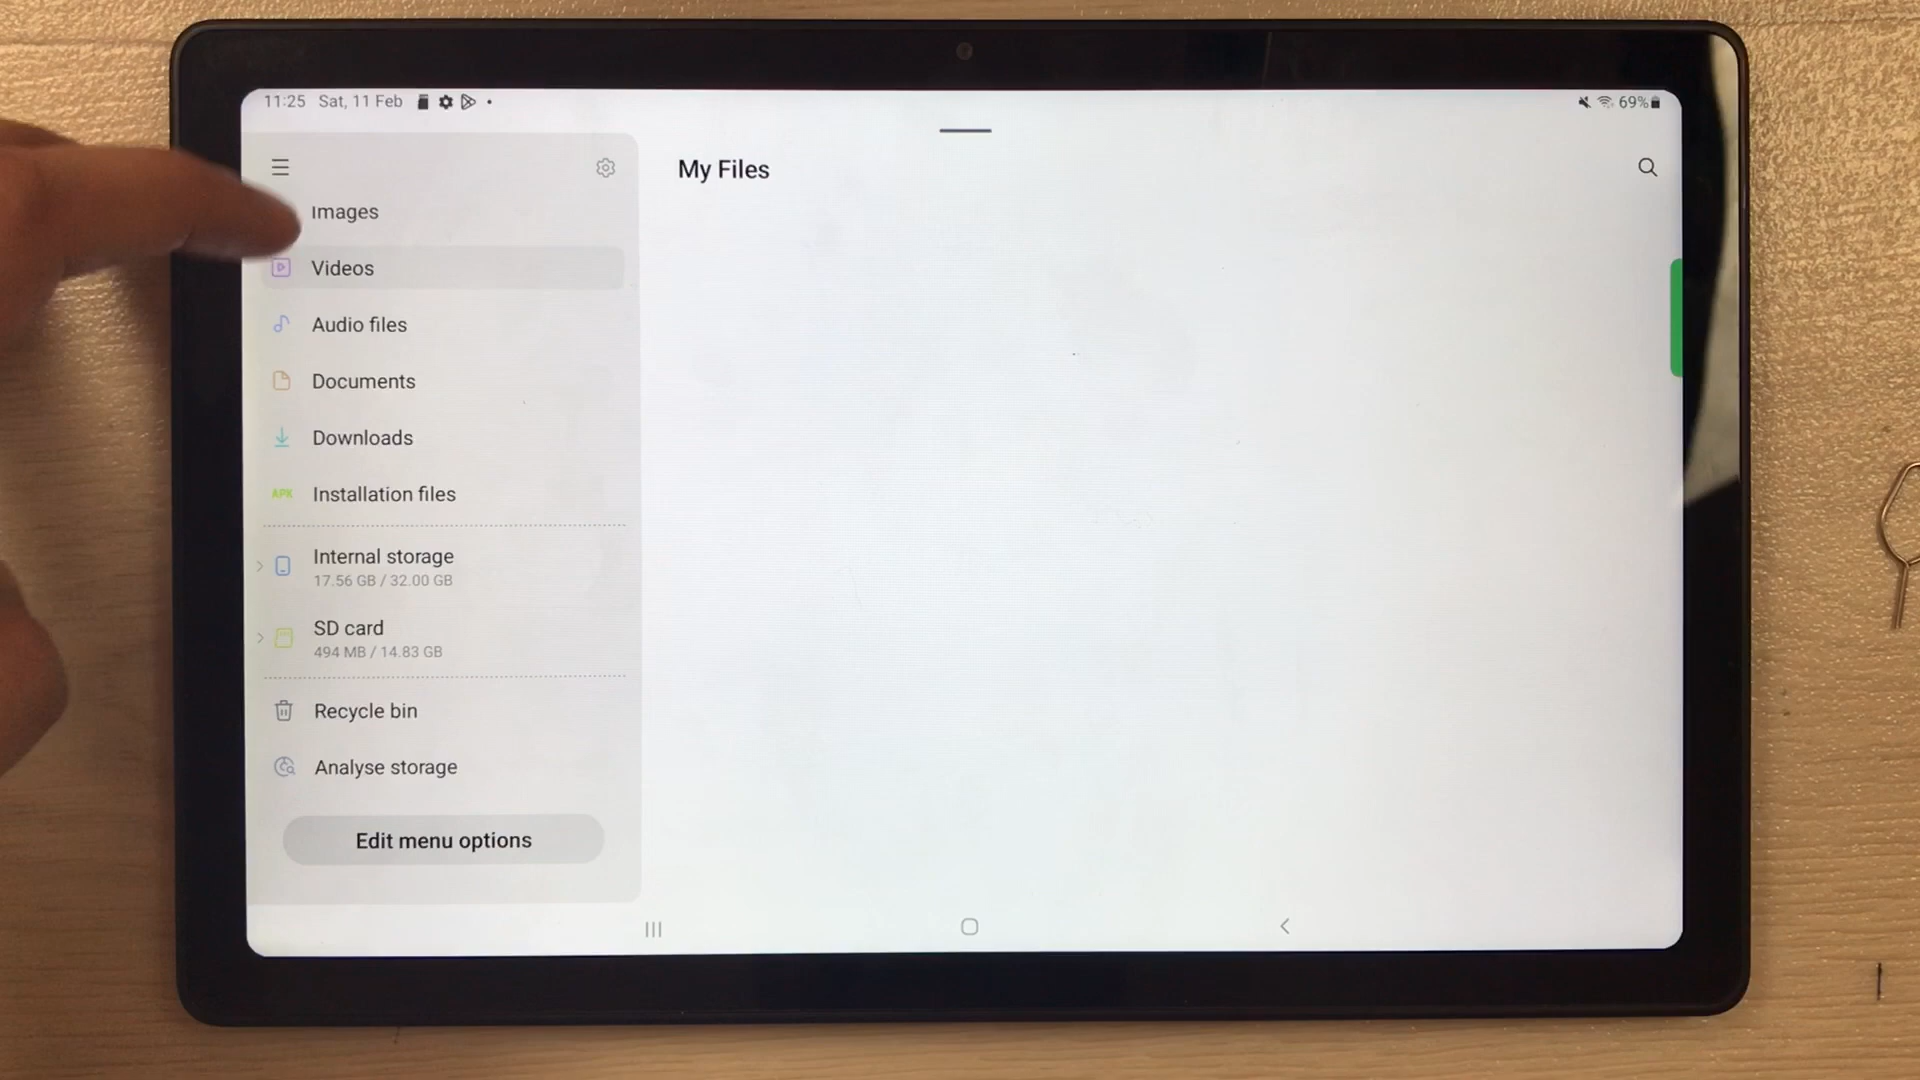 11:25 Sat, 11 Feb
69%
My Files
Images
Videos
Audio files
Documents
Downloads
APK Installation files
Internal storage
17.56 GB / 32.00 GB
SD card
494 MB / 14.83 GB
Recycle bin
Analyse storage
Edit menu options